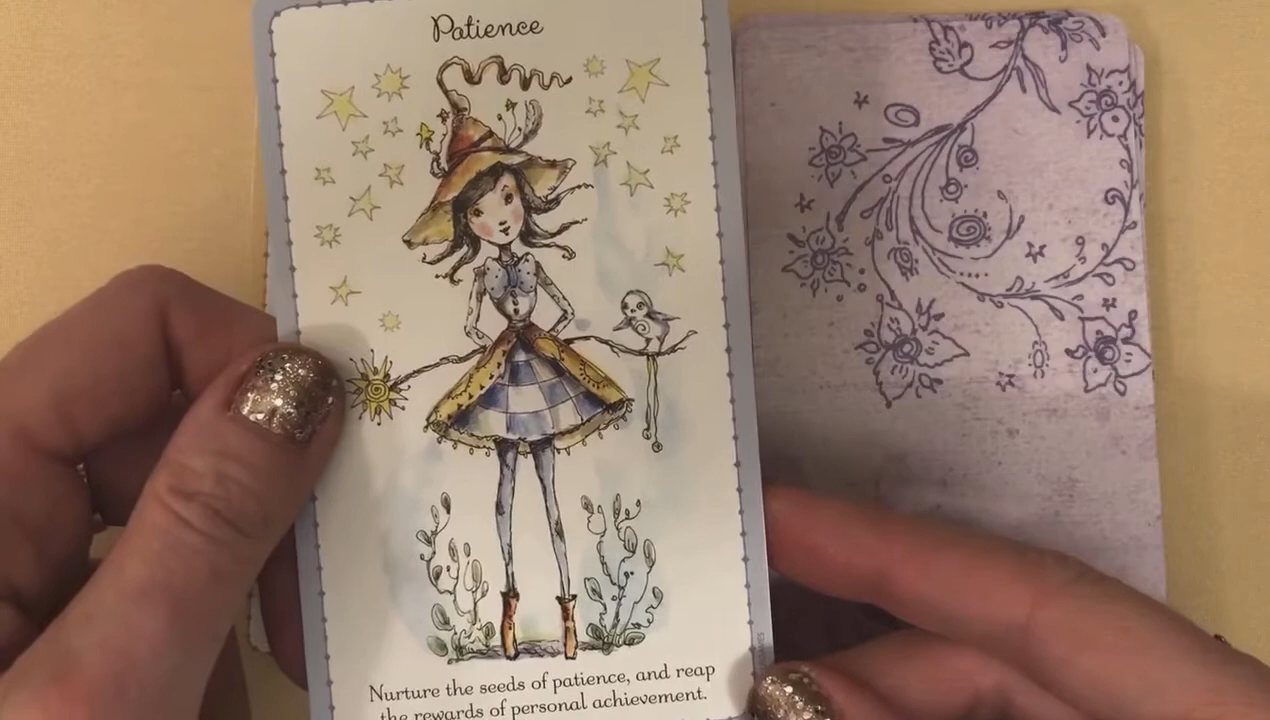 Patience
Nurture the seeds of patience, and reap
the rewards of personal achievement.